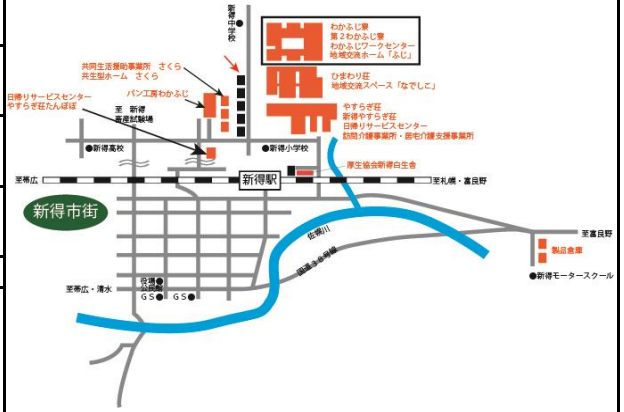 新得中学校
わかふじ寮
第2わかふじ寮
わかふじワークセンター
地域交流ホーム「ふじ」
共同生活援助事業所 さくら
共生型ホーム さくら
ひまわり荘
地域交流スペース「なでしこ」
パン工房わかふじ
日帰りサービスセンター
やすらぎ荘たんぽぽ
至 新得
畜産試験場
やすらぎ荘
新得やすらぎ荘
日帰りサービスセンター
訪問介護事業所・居宅介護支援事業所
●新得高校
●新得小学校
厚生協会新得白生舎
至帯広
新得駅
至札幌・富良野
新得市街
佐幌川
至富良野
国道38号線
製品倉庫
●新得モータースクール
役場●
公民館
至帯広・清水
GS●
GS●